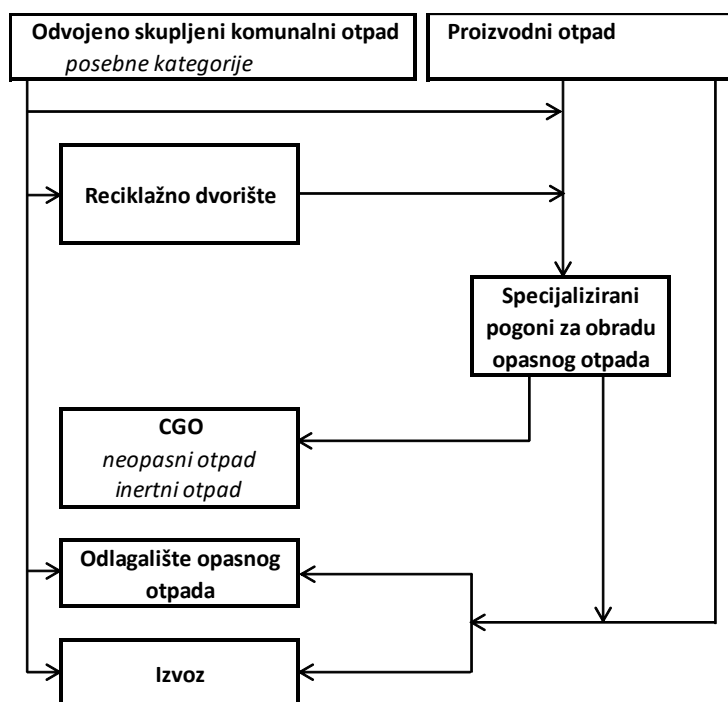 Odvojeno skupljeni komunalni otpad
posebne kategorije
Proizvodni otpad
Reciklažno dvorište
Specijalizirani
pogoni za obradu
opasnog otpada
CGO
neopasni otpad
inertni otpad
Odlagalište opasnog
otpada
Izvoz